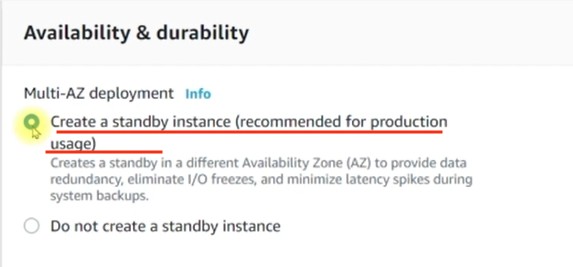 Availability & durability
Multi-AZ deployment Info
Create a standby instance (recommended for production
usage)
Creates a standby in a different Availability Zone (AZ) to provide data
redundancy, eliminate I/O freezes, and minimize latency spikes during
system backups.
Do not create a standby instance